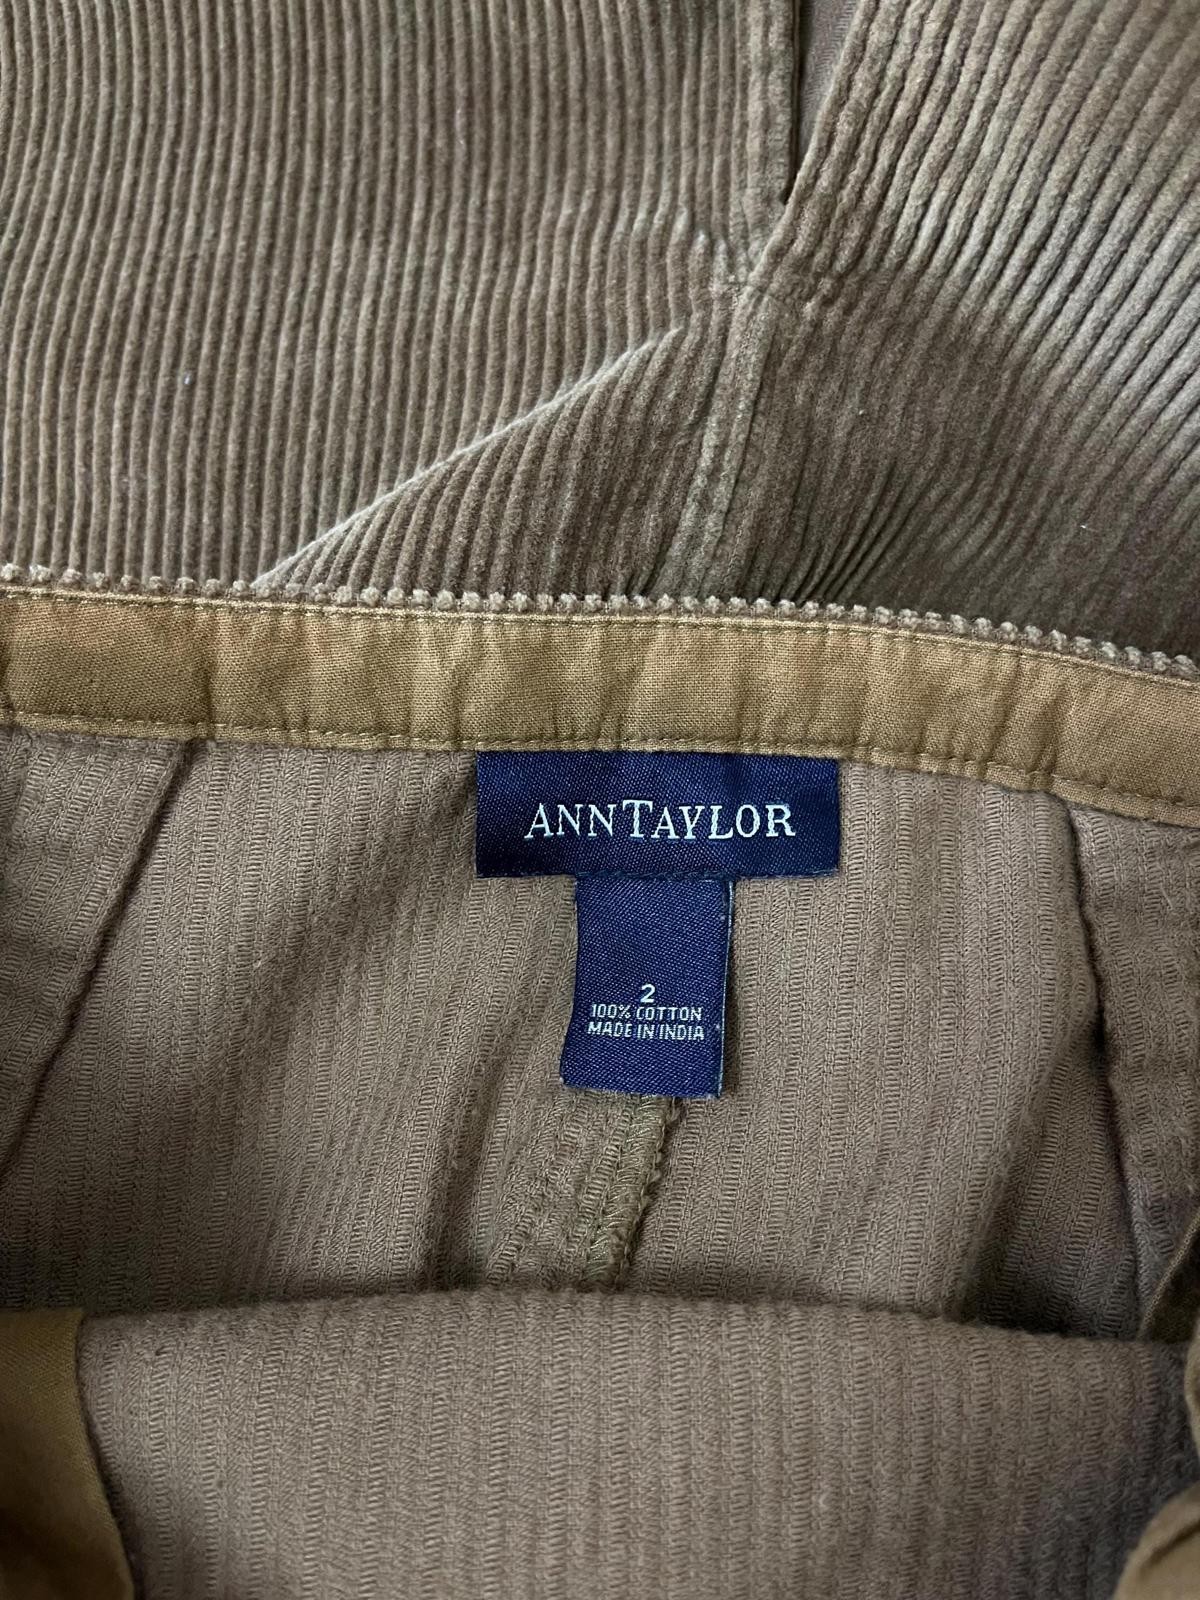 ANNTAYLOR
2
100% COTTON
MADE IN INDIA